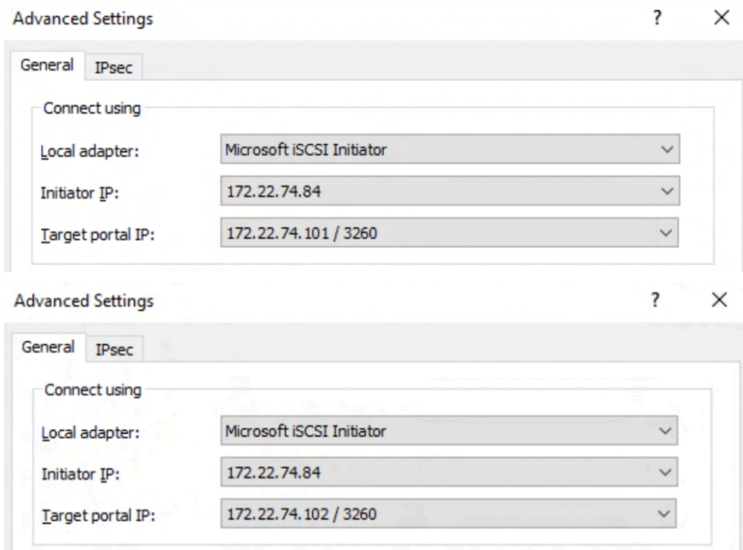 Advanced Settings ? X
General IPsec
Connect using
Local adapter: Microsoft iSCSI Initiator
Initiator IP: 172.22.74.84
Target portal IP: 172.22.74.101 / 3260
Advanced Settings ? X
General IPsec
Connect using
Local adapter: Microsoft iSCSI Initiator
Initiator IP: 172.22.74.84
Target portal IP: 172.22.74.102 / 3260